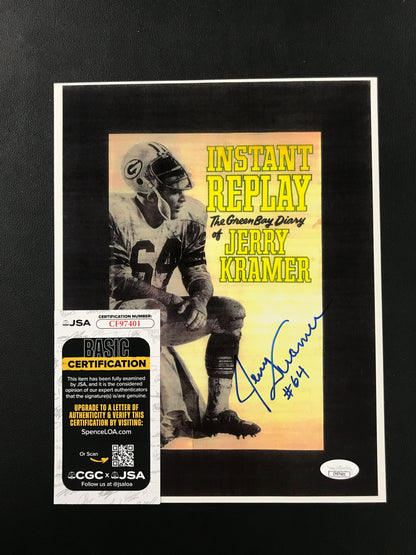 G
INSTANT
REPLAY
The Green Bay Diary
of JERRY
KRAMER
64
JSA
CERTIFICATION NUMBER:
CF97401
BASIC
CERTIFICATION
This item has been fully examined
by JSA, and it is the considered
opinion of our expert authenticators
that the signature(s) is/are genuine.
UPGRADE TO A LETTER OF
AUTHENTICITY & VERIFY THIS
CERTIFICATION BY VISITING:
SpenceLOA.com
Or Scan
CGC x JSA
Follow us at @jsaloa
Jerry Kramer
#64